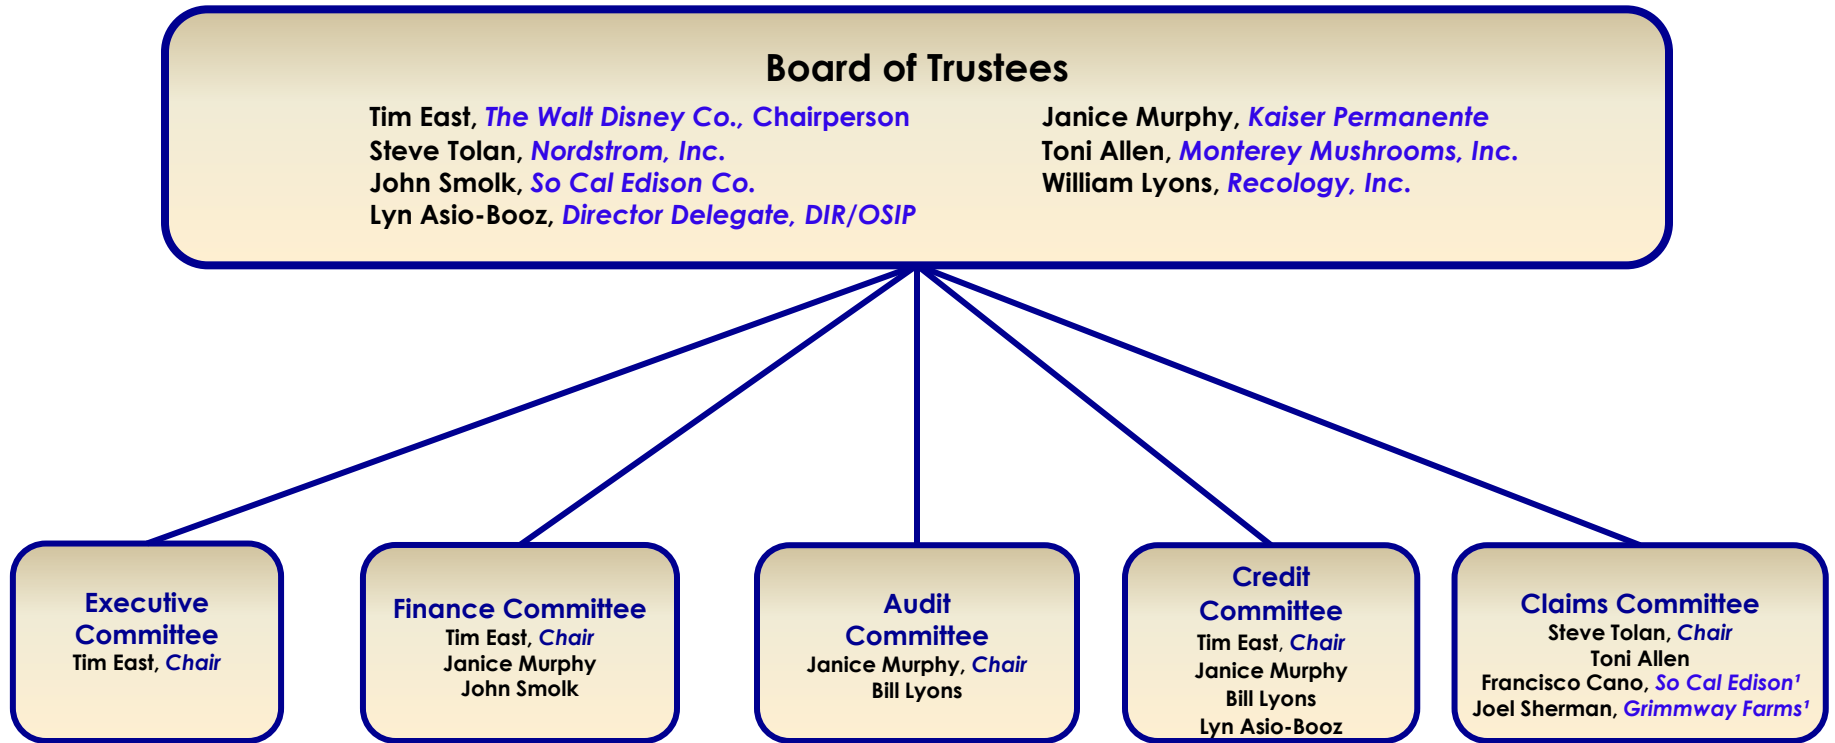 Board of Trustees
Tim East, The Walt Disney Co., Chairperson
Steve Tolan, Nordstrom, Inc.
John Smolk, So Cal Edison Co.
Lyn Asio-Booz, Director Delegate, DIR/OSIP
Janice Murphy, Kaiser Permanente
Toni Allen, Monterey Mushrooms, Inc.
William Lyons, Recology, Inc.
Executive
Committee
Tim East, Chair
Finance Committee
Tim East, Chair
Janice Murphy
John Smolk
Audit
Committee
Janice Murphy, Chair
Bill Lyons
Credit
Committee
Tim East, Chair
Janice Murphy
Bill Lyons
Lyn Asio-Booz
Claims Committee
Steve Tolan, Chair
Toni Allen
Francisco Cano, So Cal Edison¹
Joel Sherman, Grimmway Farms¹